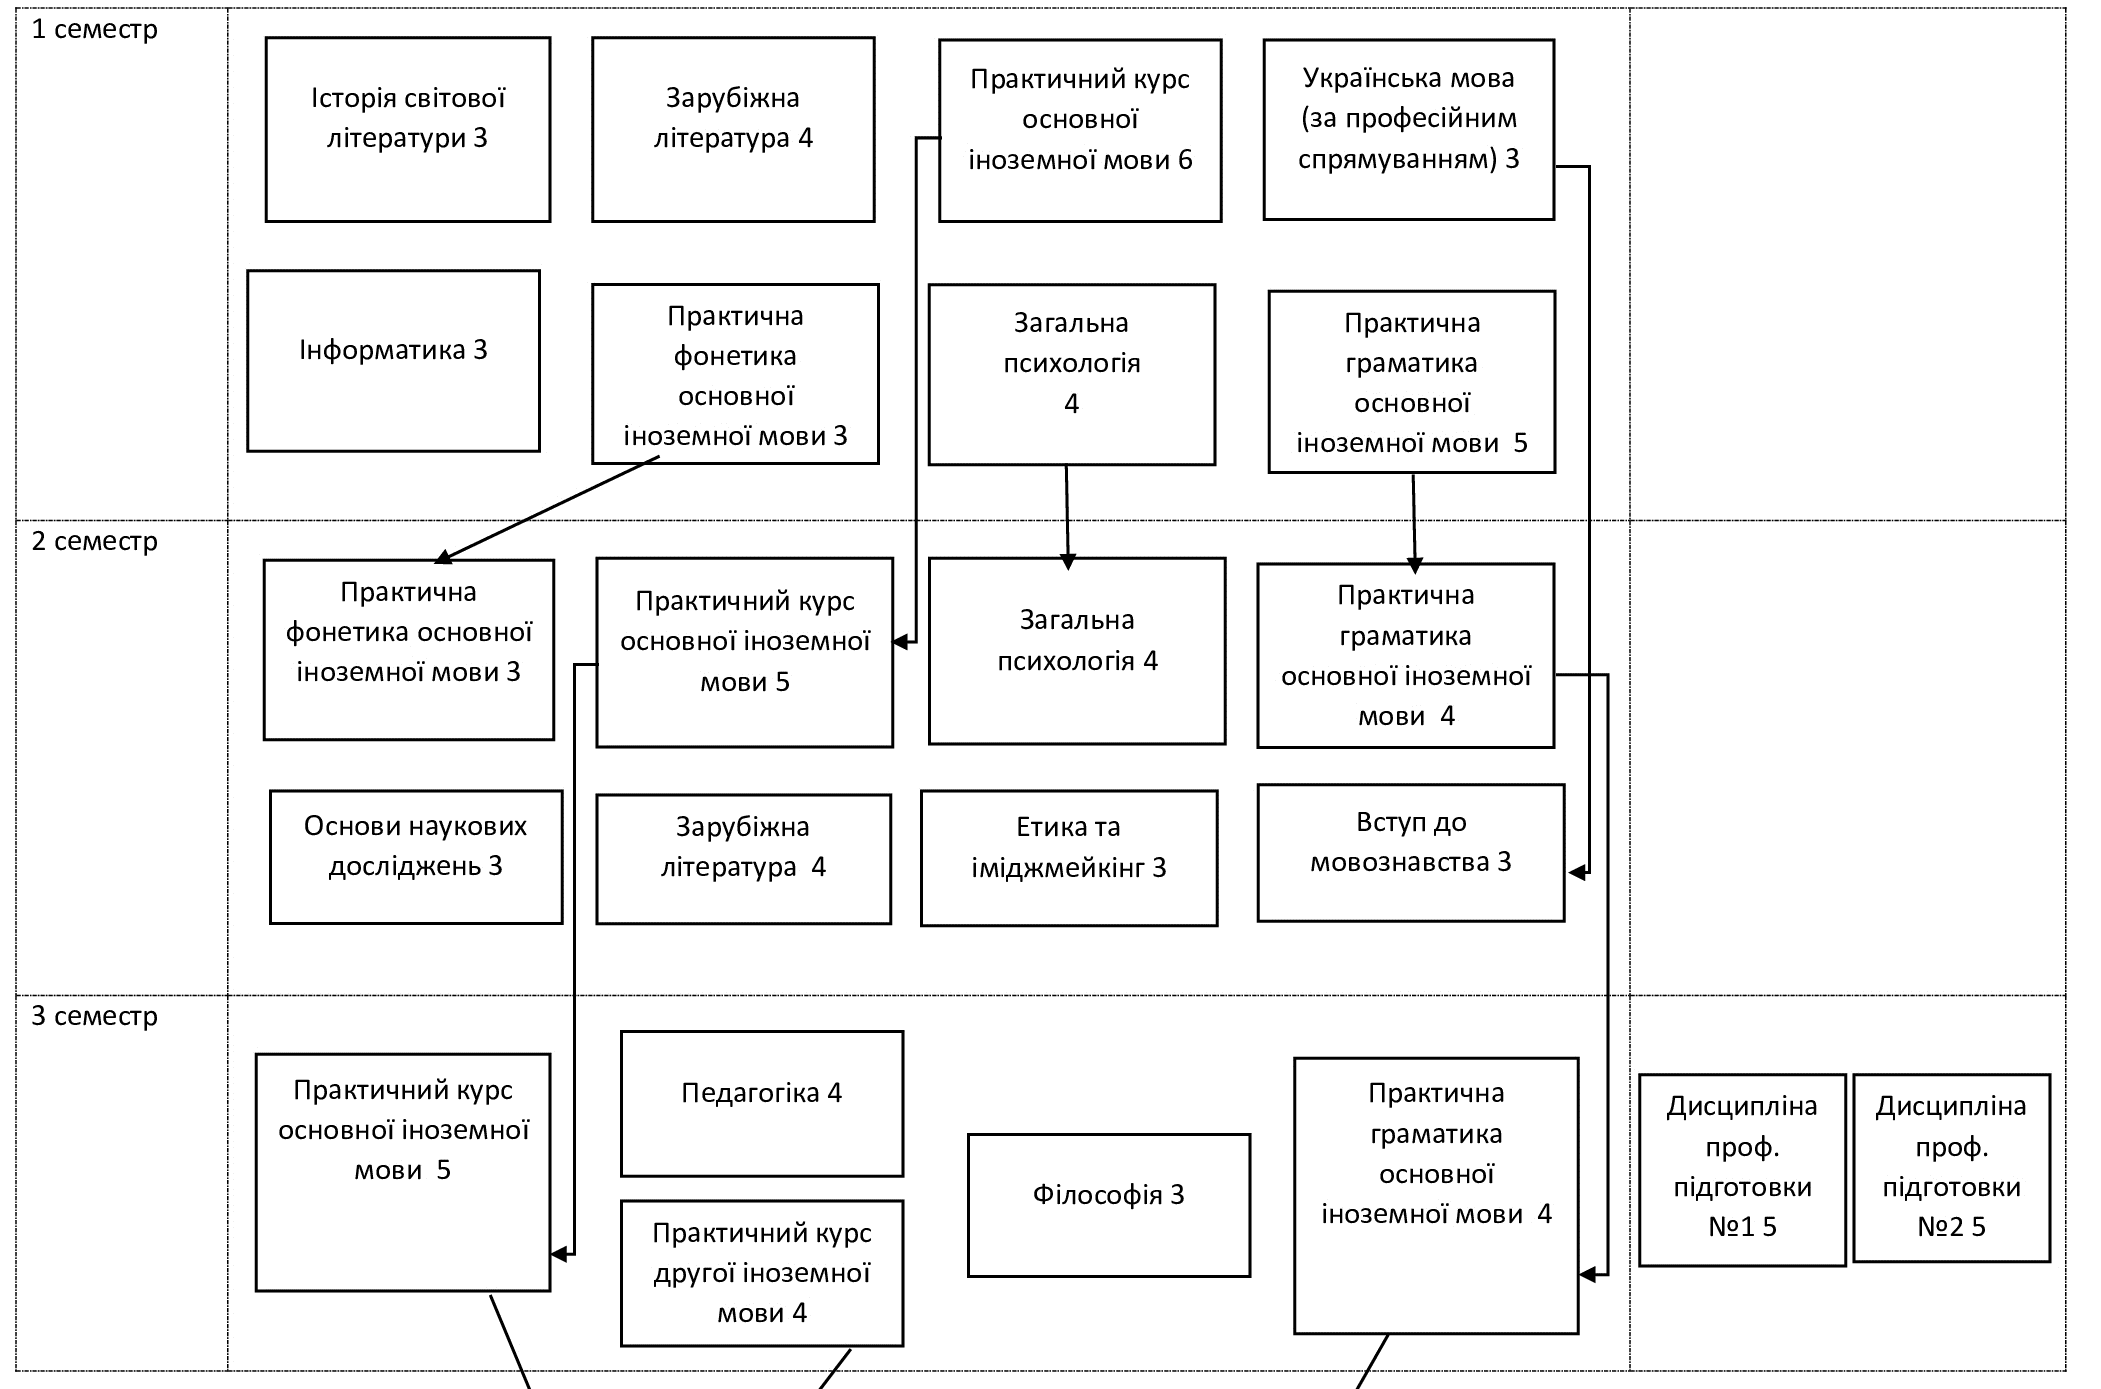 1 семестр
Історія світової
літератури 3
Зарубіжна
література 4
Практичний курс
основної
іноземної мови 6
Українська мова
(за професійним
спрямуванням) 3
Інформатика 3
Практична
фонетика
основної
іноземної мови 3
Загальна
психологія
4
Практична
граматика
основної
іноземної мови 5
2 семестр
Практична
фонетика основної
іноземної мови 3
Практичний курс
основної іноземної
мови 5
Загальна
психологія 4
Практична
граматика
основної іноземної
мови 4
Основи наукових
досліджень 3
Зарубіжна
література 4
Етика та
іміджмейкінг 3
Вступ до
мовознавства 3
3 семестр
Практичний курс
основної іноземної
мови 5
Педагогіка 4
Практичний курс
другої іноземної
мови 4
Філософія 3
Практична
граматика
основної
іноземної мови 4
Дисципліна
проф.
підготовки
№1 5
Дисципліна
проф.
підготовки
№2 5